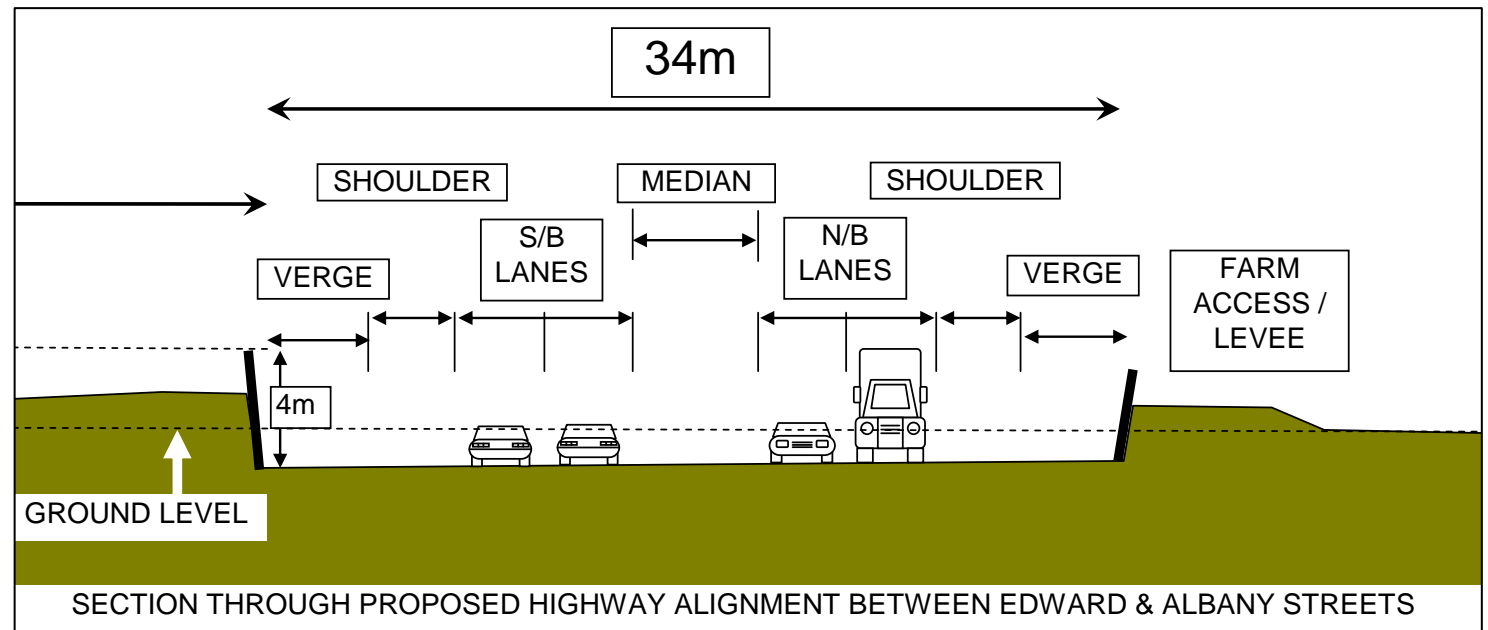 34m
SHOULDER
MEDIAN
SHOULDER
S/B
LANES
N/B
LANES
VERGE
VERGE
FARM
ACCESS /
LEVEE
4m
GROUND LEVEL
SECTION THROUGH PROPOSED HIGHWAY ALIGNMENT BETWEEN EDWARD & ALBANY STREETS